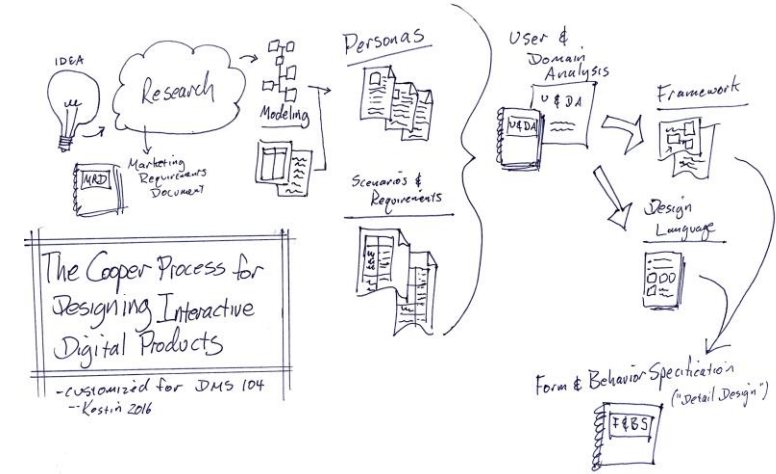 IDEA
Research
Modeling
MRD
Marketing
Requirements
Document
Personas
Scenarios &
Requirements
User &
Domain
Analysis
U & DA
U&DA
Framework
Design
Language
Form & Behavior Specification
("Detail Design")
F&BS
The Cooper Process for
Designing Interactive
Digital Products
-customized for DMS 104
--Kostin 2016